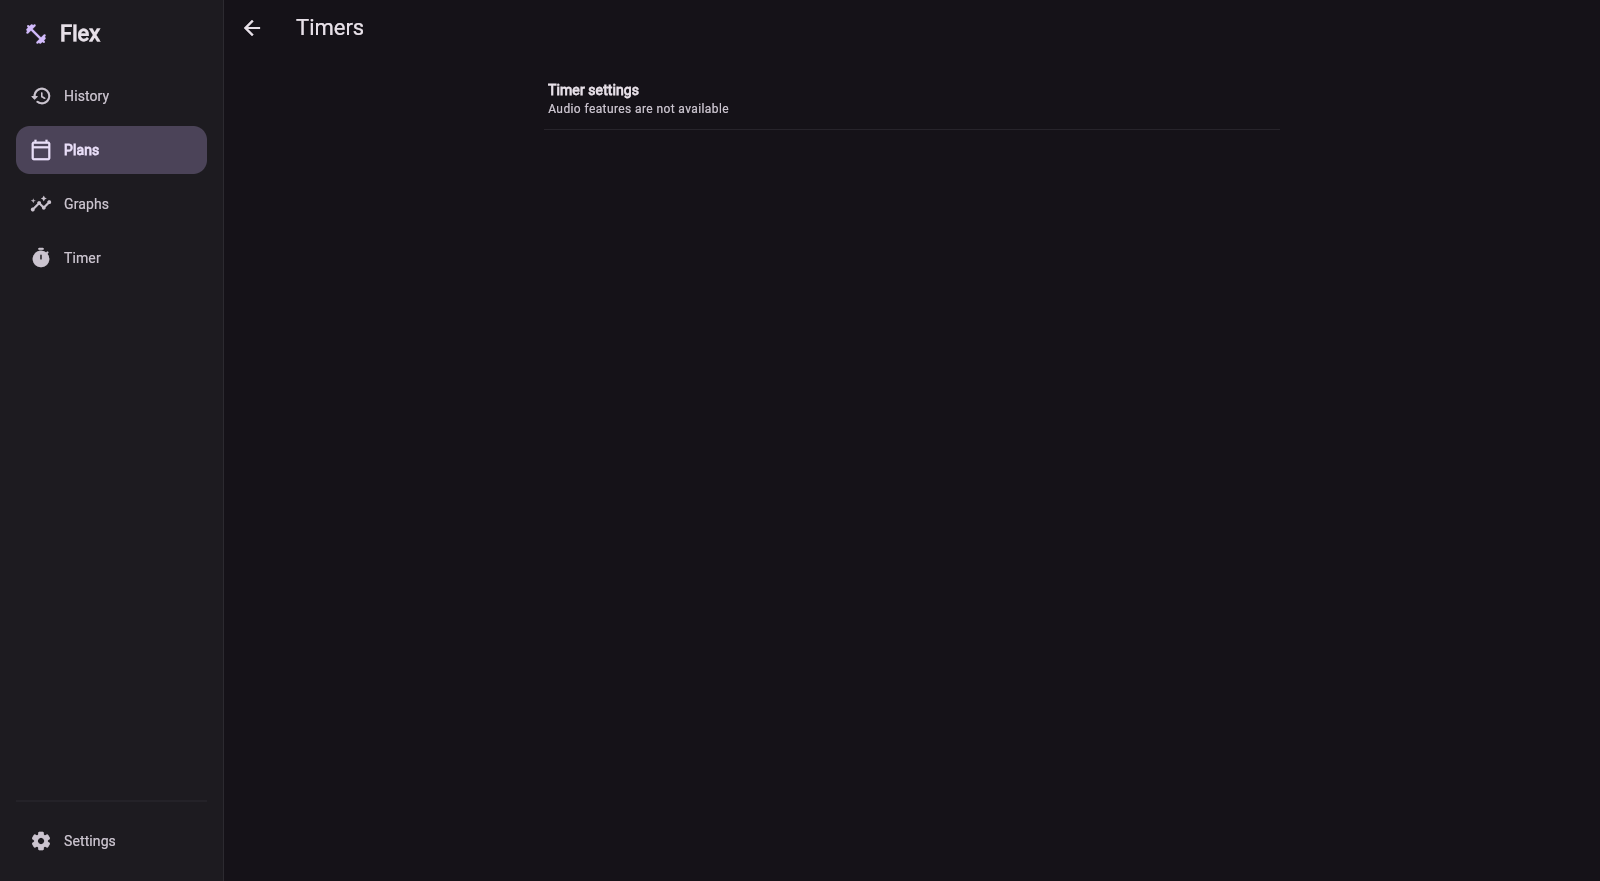 Flex
Timers
History
Plans
Graphs
Timer
Settings
Timer settings
Audio features are not available